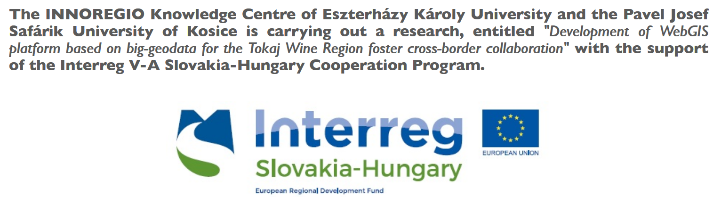 The INNOREGIO Knowledge Centre of Eszterházy Károly University and the Pavel Josef
Safárik University of Kosice is carrying out a research, entitled "Development of WebGIS
platform based on big-geodata for the Tokaj Wine Region foster cross-border collaboration" with the support
of the Interreg V-A Slovakia-Hungary Cooperation Program.
Interreg
EUROPEAN UNION
Slovakia-Hungary
European Regional Development Fund